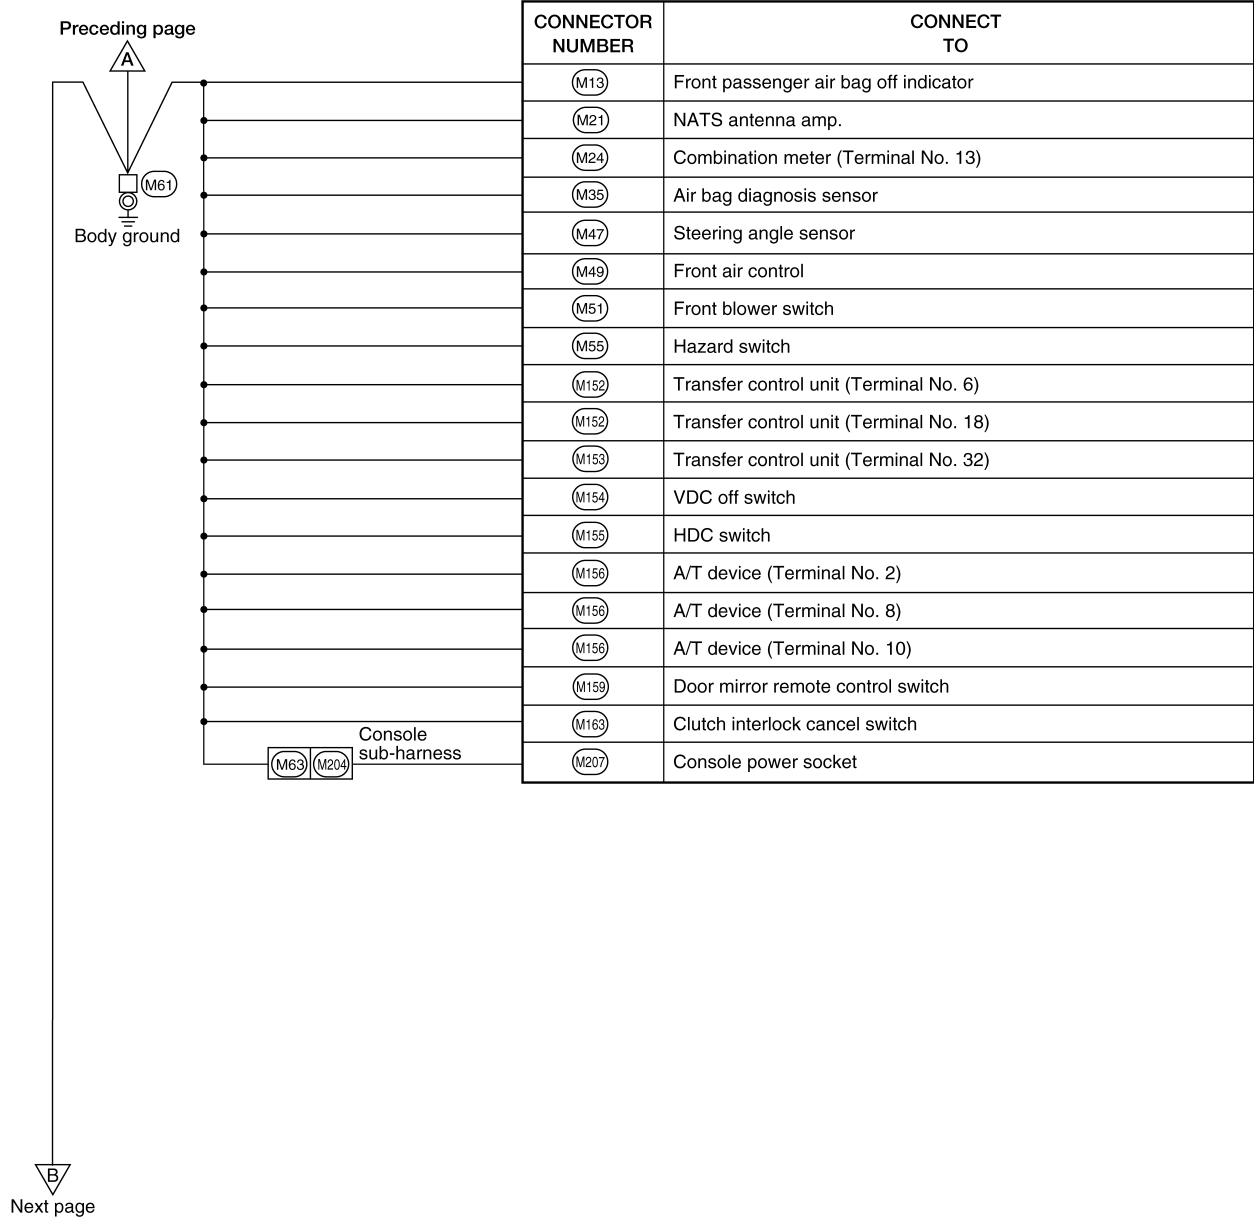 Preceding page
A
M61
Body ground
CONNECTOR NUMBER CONNECT TO
M13 Front passenger air bag off indicator
M21 NATS antenna amp.
M24 Combination meter (Terminal No. 13)
M35 Air bag diagnosis sensor
M47 Steering angle sensor
M49 Front air control
M51 Front blower switch
M55 Hazard switch
M152 Transfer control unit (Terminal No. 6)
M152 Transfer control unit (Terminal No. 18)
M153 Transfer control unit (Terminal No. 32)
M154 VDC off switch
M155 HDC switch
M156 A/T device (Terminal No. 2)
M156 A/T device (Terminal No. 8)
M156 A/T device (Terminal No. 10)
M159 Door mirror remote control switch
M163 Clutch interlock cancel switch
Console
sub-harness
M63 M204 M207 Console power socket
B
Next page